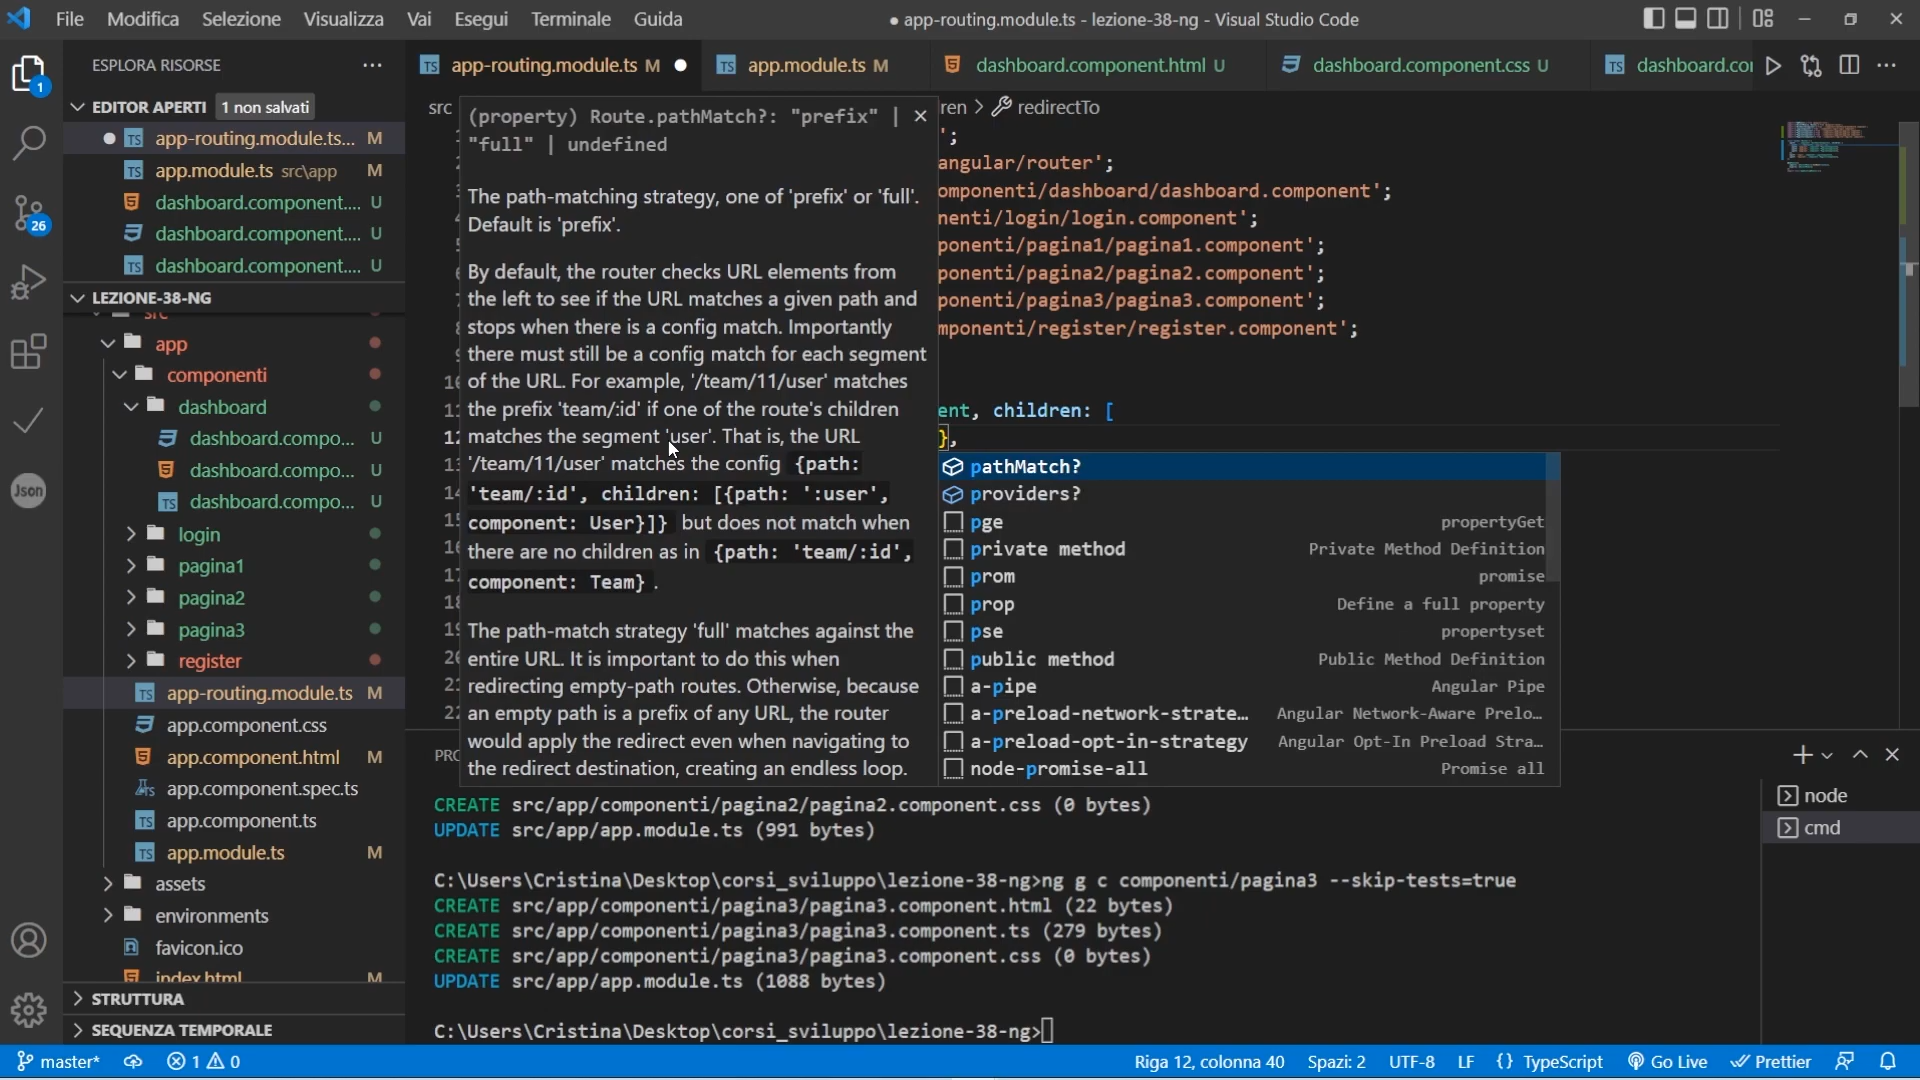 File Modifica Selezione Visualizza Vai Esegui Terminale Guida
● app-routing.module.ts - lezione-38-ng - Visual Studio Code
ESPLORA RISORSE
EDITOR APERTI 1 non salvati
app-routing.module.ts... M
app.module.ts src\app M
dashboard.component.... U
dashboard.component.... U
dashboard.component.... U
LEZIONE-38-NG
src
app
componenti
dashboard
dashboard.compo... U
dashboard.compo... U
dashboard.compo... U
login
pagina1
pagina2
pagina3
register
app-routing.module.ts M
app.component.css
app.component.html M
app.component.spec.ts
app.component.ts
app.module.ts M
assets
environments
favicon.ico
index.html M
STRUTTURA
SEQUENZA TEMPORALE
1
26
Json
app-routing.module.ts M
app.module.ts M
dashboard.component.html U
dashboard.component.css U
dashboard.co
src
ren > redirectTo
(property) Route.pathMatch?: "prefix" |
"full" | undefined
The path-matching strategy, one of 'prefix' or 'full'.
Default is 'prefix'.
By default, the router checks URL elements from
the left to see if the URL matches a given path and
stops when there is a config match. Importantly
there must still be a config match for each segment
of the URL. For example, '/team/11/user' matches
the prefix 'team/:id' if one of the route's children
matches the segment 'user'. That is, the URL
'/team/11/user' matches the config {path:
'team/:id', children: [{path: ':user',
component: User}]} but does not match when
there are no children as in {path: 'team/:id',
component: Team} .
The path-match strategy 'full' matches against the
entire URL. It is important to do this when
redirecting empty-path routes. Otherwise, because
an empty path is a prefix of any URL, the router
would apply the redirect even when navigating to
the redirect destination, creating an endless loop.
';
angular/router';
omponenti/dashboard/dashboard.component';
nenti/login/login.component';
ponenti/pagina1/pagina1.component';
ponenti/pagina2/pagina2.component';
ponenti/pagina3/pagina3.component';
mponenti/register/register.component';
ent, children: [
},
pathMatch?
providers?
pge propertyGet
private method Private Method Definition
prom promise
prop Define a full property
pse propertyset
public method Public Method Definition
a-pipe Angular Pipe
a-preload-network-strate... Angular Network-Aware Prelo...
a-preload-opt-in-strategy Angular Opt-In Preload Stra...
node-promise-all Promise all
CREATE src/app/componenti/pagina2/pagina2.component.css (0 bytes)
UPDATE src/app/app.module.ts (991 bytes)
C:\Users\Cristina\Desktop\corsi_sviluppo\lezione-38-ng>ng g c componenti/pagina3 --skip-tests=true
CREATE src/app/componenti/pagina3/pagina3.component.html (22 bytes)
CREATE src/app/componenti/pagina3/pagina3.component.ts (279 bytes)
CREATE src/app/componenti/pagina3/pagina3.component.css (0 bytes)
UPDATE src/app/app.module.ts (1088 bytes)
C:\Users\Cristina\Desktop\corsi_sviluppo\lezione-38-ng>
node
cmd
master* 1 0
Riga 12, colonna 40 Spazi: 2 UTF-8 LF {} TypeScript Go Live Prettier